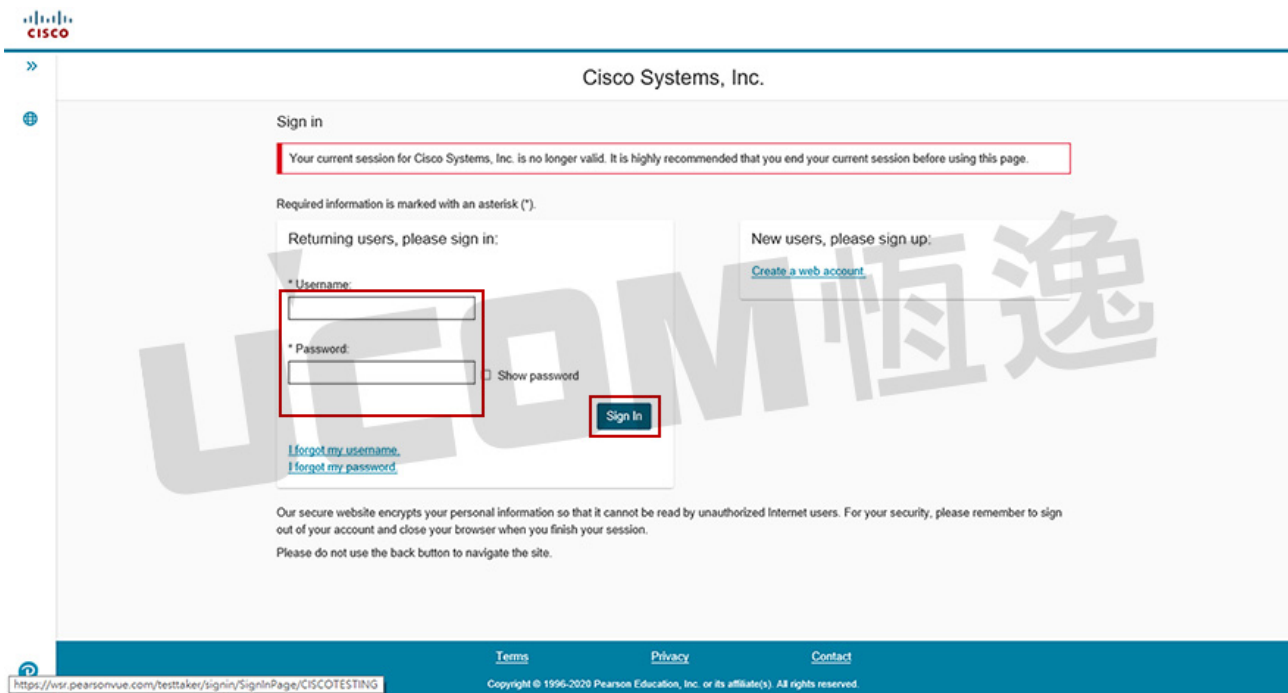 CISCO
Cisco Systems, Inc.
Sign in
Your current session for Cisco Systems, Inc. is no longer valid. It is highly recommended that you end your current session before using this page.
Required information is marked with an asterisk (*).
Returning users, please sign in:
* Username:
* Password:
Show password
Sign In
I forgot my username.
I forgot my password.
New users, please sign up:
Create a web account.
UCOM恆逸
Our secure website encrypts your personal information so that it cannot be read by unauthorized Internet users. For your security, please remember to sign
out of your account and close your browser when you finish your session.
Please do not use the back button to navigate the site.
Terms
Privacy
Contact
https://wsr.pearsonvue.com/testtaker/signin/SignInPage/CISCOTESTING
Copyright © 1996-2020 Pearson Education, Inc. or its affiliate(s). All rights reserved.